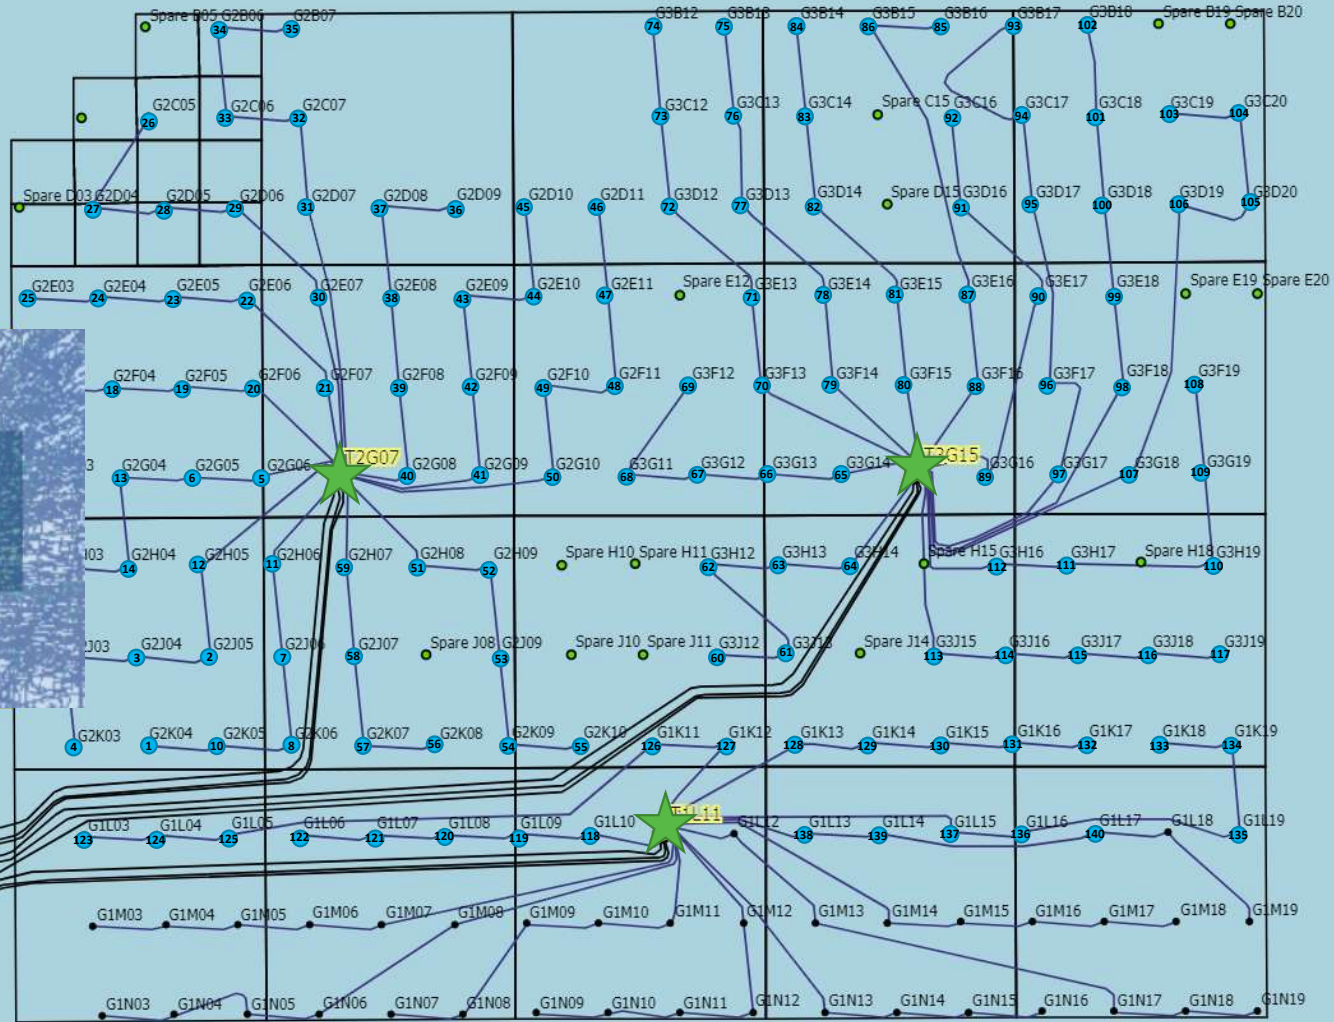 Spare B05 G2B06 G2B07 G3B12 G3B13 G3B14 G3B15 G3B16 G3B17 G3B18 Spare B19 Spare B20
34 35 74 75 84 86 85 93 102
G2C05 G2C06 G2C07 G3C12 G3C13 G3C14 Spare C15 G3C16 G3C17 G3C18 G3C19 G3C20
26 33 32 73 76 83 92 94 101 103 104
Spare D03 G2D04 G2D05 G2D06 G2D07 G2D08 G2D09 G2D10 G2D11 G3D12 G3D13 G3D14 Spare D15 G3D16 G3D17 G3D18 G3D19 G3D20
27 28 29 31 37 36 45 46 72 77 82 91 95 100 106 105
G2E03 G2E04 G2E05 G2E06 G2E07 G2E08 G2E09 G2E10 G2E11 Spare E12 G3E13 G3E14 G3E15 G3E16 G3E17 G3E18 Spare E19 Spare E20
25 24 23 22 30 38 43 44 47 71 78 81 87 90 99
G2F04 G2F05 G2F06 G2F07 G2F08 G2F09 G2F10 G2F11 G3F12 G3F13 G3F14 G3F15 G3F16 G3F17 G3F18 G3F19
18 19 20 21 39 42 49 48 69 70 79 80 88 96 98 108
3 G2G04 G2G05 G2G06 T2G07 G2G08 G2G09 G2G10 G3G11 G3G12 G3G13 G3G14 T3G15 G3G16 G3G17 G3G18 G3G19
13 6 5 40 41 50 68 67 66 65 89 97 107 109
H03 G2H04 G2H05 G2H06 G2H07 G2H08 G2H09 Spare H10 Spare H11 G3H12 G3H13 G3H14 Spare H15 G3H16 G3H17 Spare H18 G3H19
14 12 11 59 51 52 62 63 64 112 111 110
J03 G2J04 G2J05 G2J06 G2J07 Spare J08 G2J09 Spare J10 Spare J11 G3J12 G3J13 Spare J14 G3J15 G3J16 G3J17 G3J18 G3J19
3 2 7 58 53 60 61 113 114 115 116 117
G2K03 G2K04 G2K05 G2K06 G2K07 G2K08 G2K09 G2K10 G1K11 G1K12 G1K13 G1K14 G1K15 G1K16 G1K17 G1K18 G1K19
4 1 10 8 57 56 54 55 126 127 128 129 130 131 132 133 134
G1L03 G1L04 G1L05 G1L06 G1L07 G1L08 G1L09 G1L10 T1L11 G1L12 G1L13 G1L14 G1L15 G1L16 G1L17 G1L18 G1L19
123 124 125 122 121 120 119 118 138 139 137 136 140 135
G1M03 G1M04 G1M05 G1M06 G1M07 G1M08 G1M09 G1M10 G1M11 G1M12 G1M13 G1M14 G1M15 G1M16 G1M17 G1M18 G1M19
G1N03 G1N04 G1N05 G1N06 G1N07 G1N08 G1N09 G1N10 G1N11 G1N12 G1N13 G1N14 G1N15 G1N16 G1N17 G1N18 G1N19